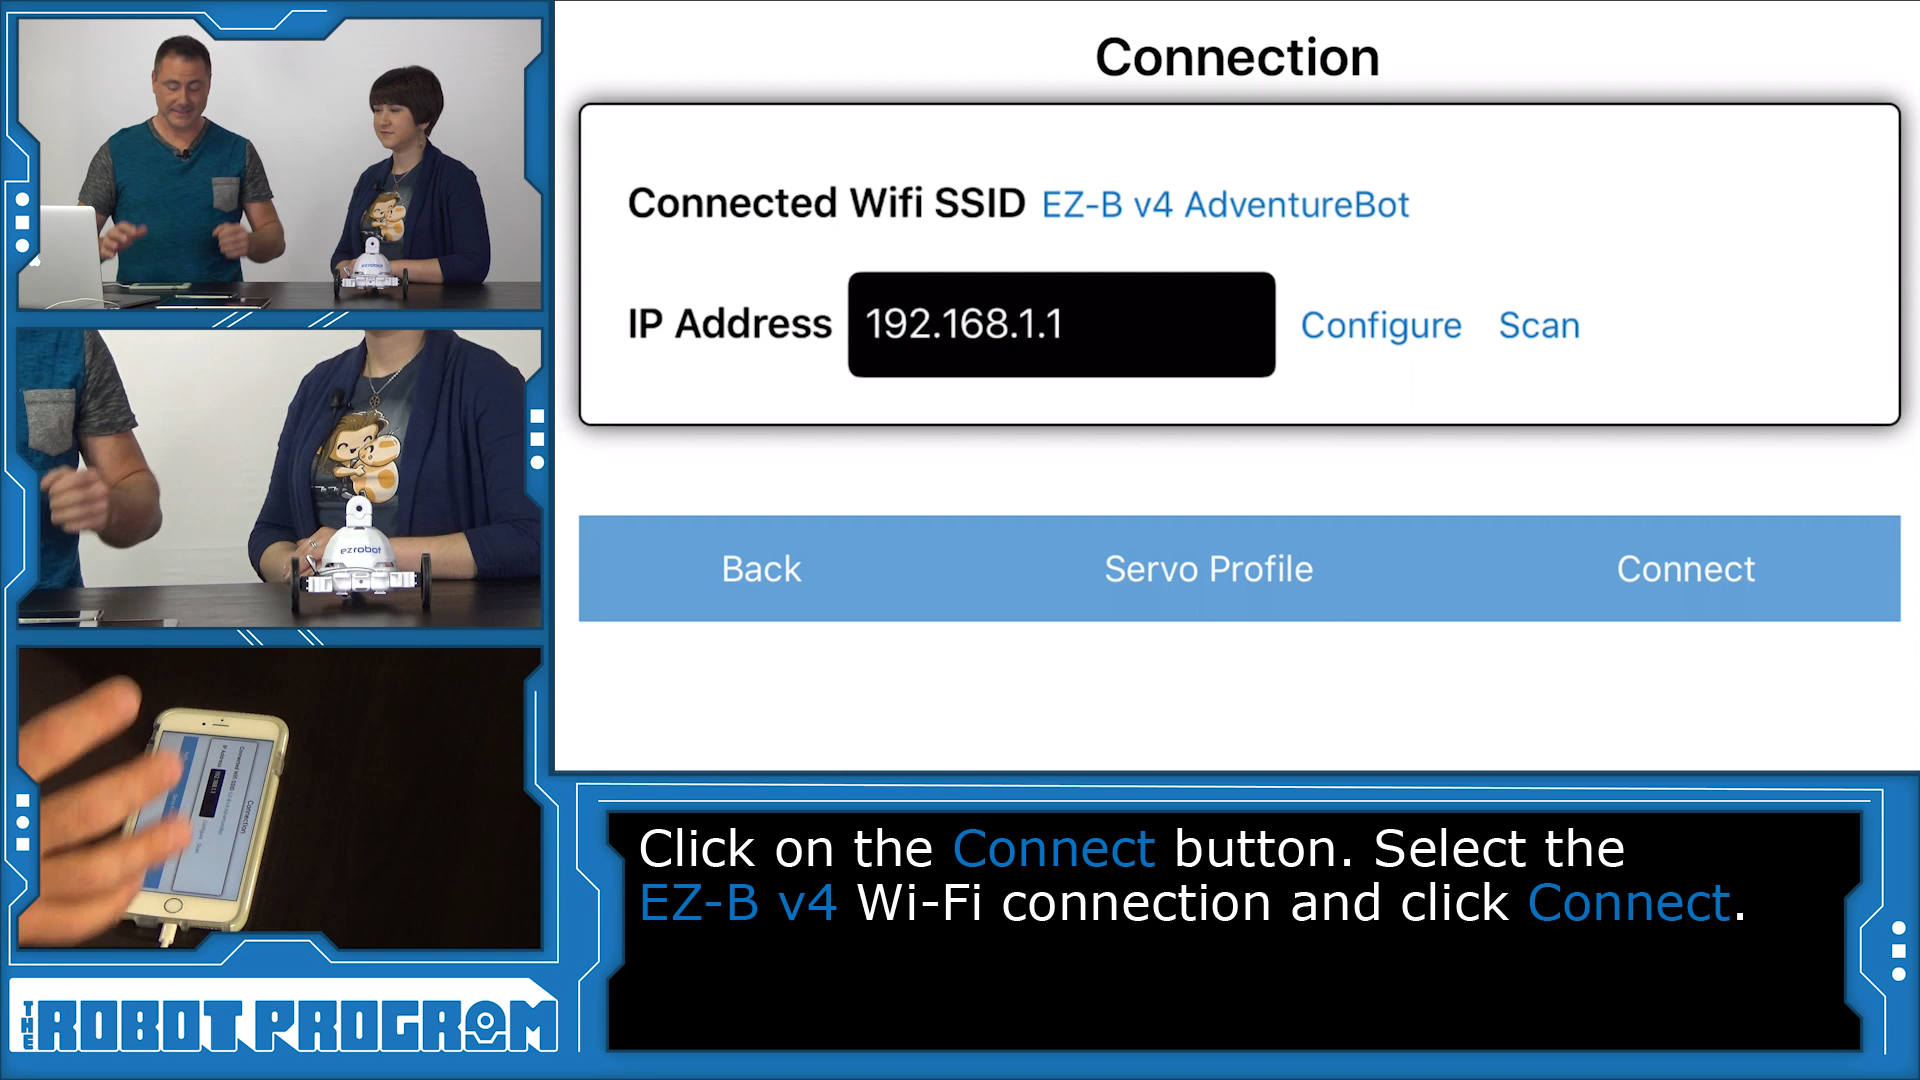 Connection
Connected Wifi SSID EZ-B v4 AdventureBot
IP Address 192.168.1.1 Configure Scan
Back Servo Profile Connect
ezrobot
Click on the Connect button. Select the
EZ-B v4 Wi-Fi connection and click Connect.
THE ROBOT PROGRAM